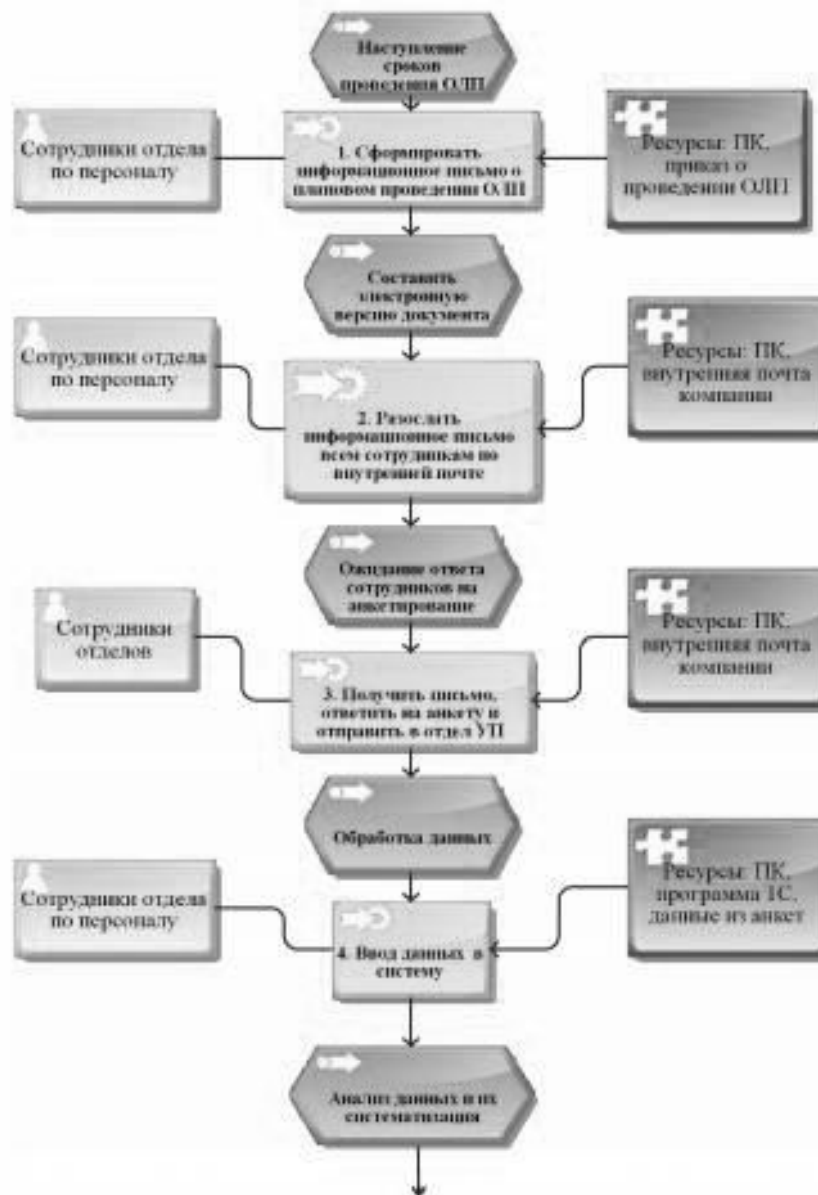 Наступление
сроков
проведения ОЛП
Сотрудники отдела
по персоналу
1. Сформировать
информационное письмо о
плановом проведении ОЛП
Ресурсы: ПК,
приказ о
проведении ОЛП
Составить
электронную
версию документа
Сотрудники отдела
по персоналу
2. Разослать
информационное письмо
всем сотрудникам по
внутренней почте
Ресурсы: ПК,
внутренняя почта
компании
Ожидание ответа
сотрудников на
анкетирование
Сотрудники
отделов
3. Получить письмо,
ответить на анкету и
отправить в отдел УП
Ресурсы: ПК,
внутренняя почта
компании
Обработка данных
Сотрудники отдела
по персоналу
4. Ввод данных в
систему
Ресурсы: ПК,
программа 1С,
данные из анкет
Анализ данных и их
систематизация